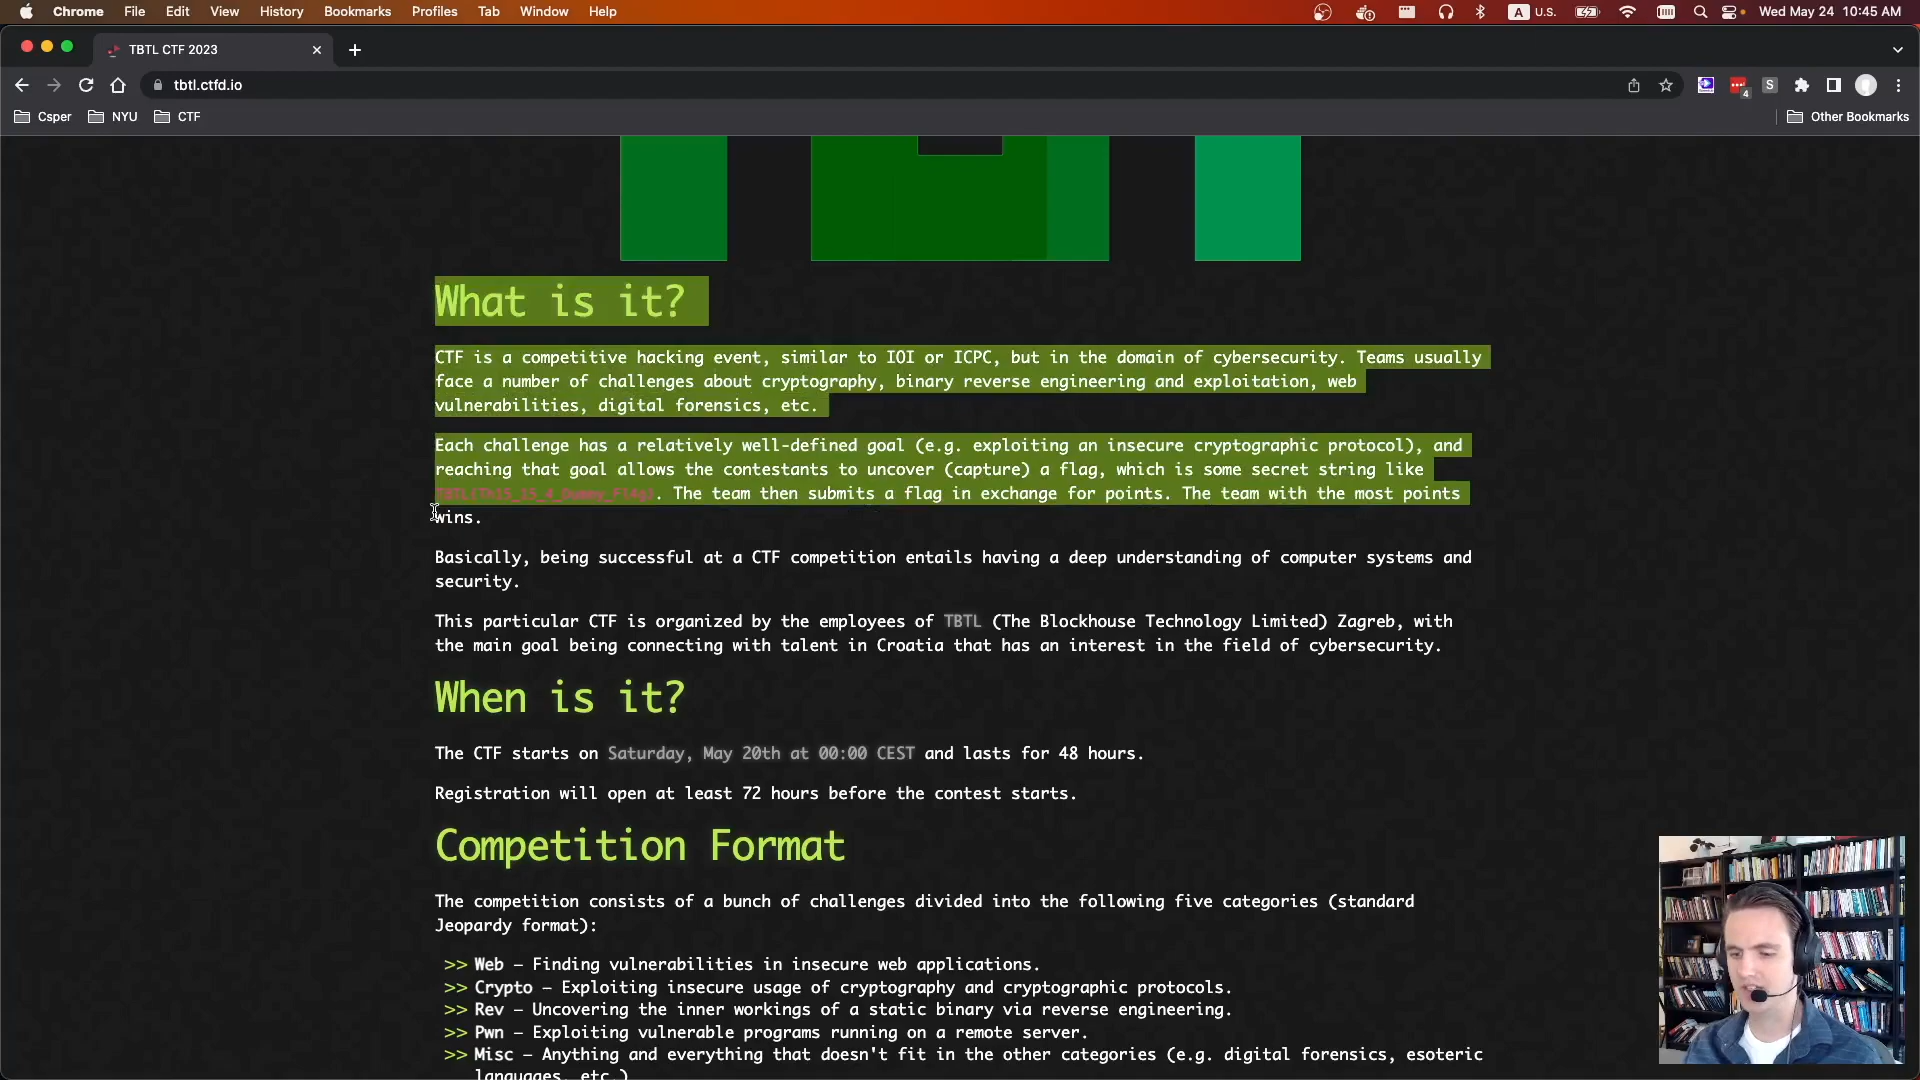 Chrome File Edit View History Bookmarks Profiles Tab Window Help A U.S. Wed May 24 10:45 AM
TBTL CTF 2023
tbtl.ctfd.io S 4
Csper NYU CTF Other Bookmarks
What is it?
CTF is a competitive hacking event, similar to IOI or ICPC, but in the domain of cybersecurity. Teams usually
face a number of challenges about cryptography, binary reverse engineering and exploitation, web
vulnerabilities, digital forensics, etc.
Each challenge has a relatively well-defined goal (e.g. exploiting an insecure cryptographic protocol), and
reaching that goal allows the contestants to uncover (capture) a flag, which is some secret string like
. The team then submits a flag in exchange for points. The team with the most points
wins.
Basically, being successful at a CTF competition entails having a deep understanding of computer systems and
security.
This particular CTF is organized by the employees of TBTL (The Blockhouse Technology Limited) Zagreb, with
the main goal being connecting with talent in Croatia that has an interest in the field of cybersecurity.
When is it?
The CTF starts on Saturday, May 20th at 00:00 CEST and lasts for 48 hours.
Registration will open at least 72 hours before the contest starts.
Competition Format
The competition consists of a bunch of challenges divided into the following five categories (standard
Jeopardy format):
>> Web – Finding vulnerabilities in insecure web applications.
>> Crypto – Exploiting insecure usage of cryptography and cryptographic protocols.
>> Rev – Uncovering the inner workings of a static binary via reverse engineering.
>> Pwn – Exploiting vulnerable programs running on a remote server.
>> Misc – Anything and everything that doesn't fit in the other categories (e.g. digital forensics, esoteric
languages, etc.)